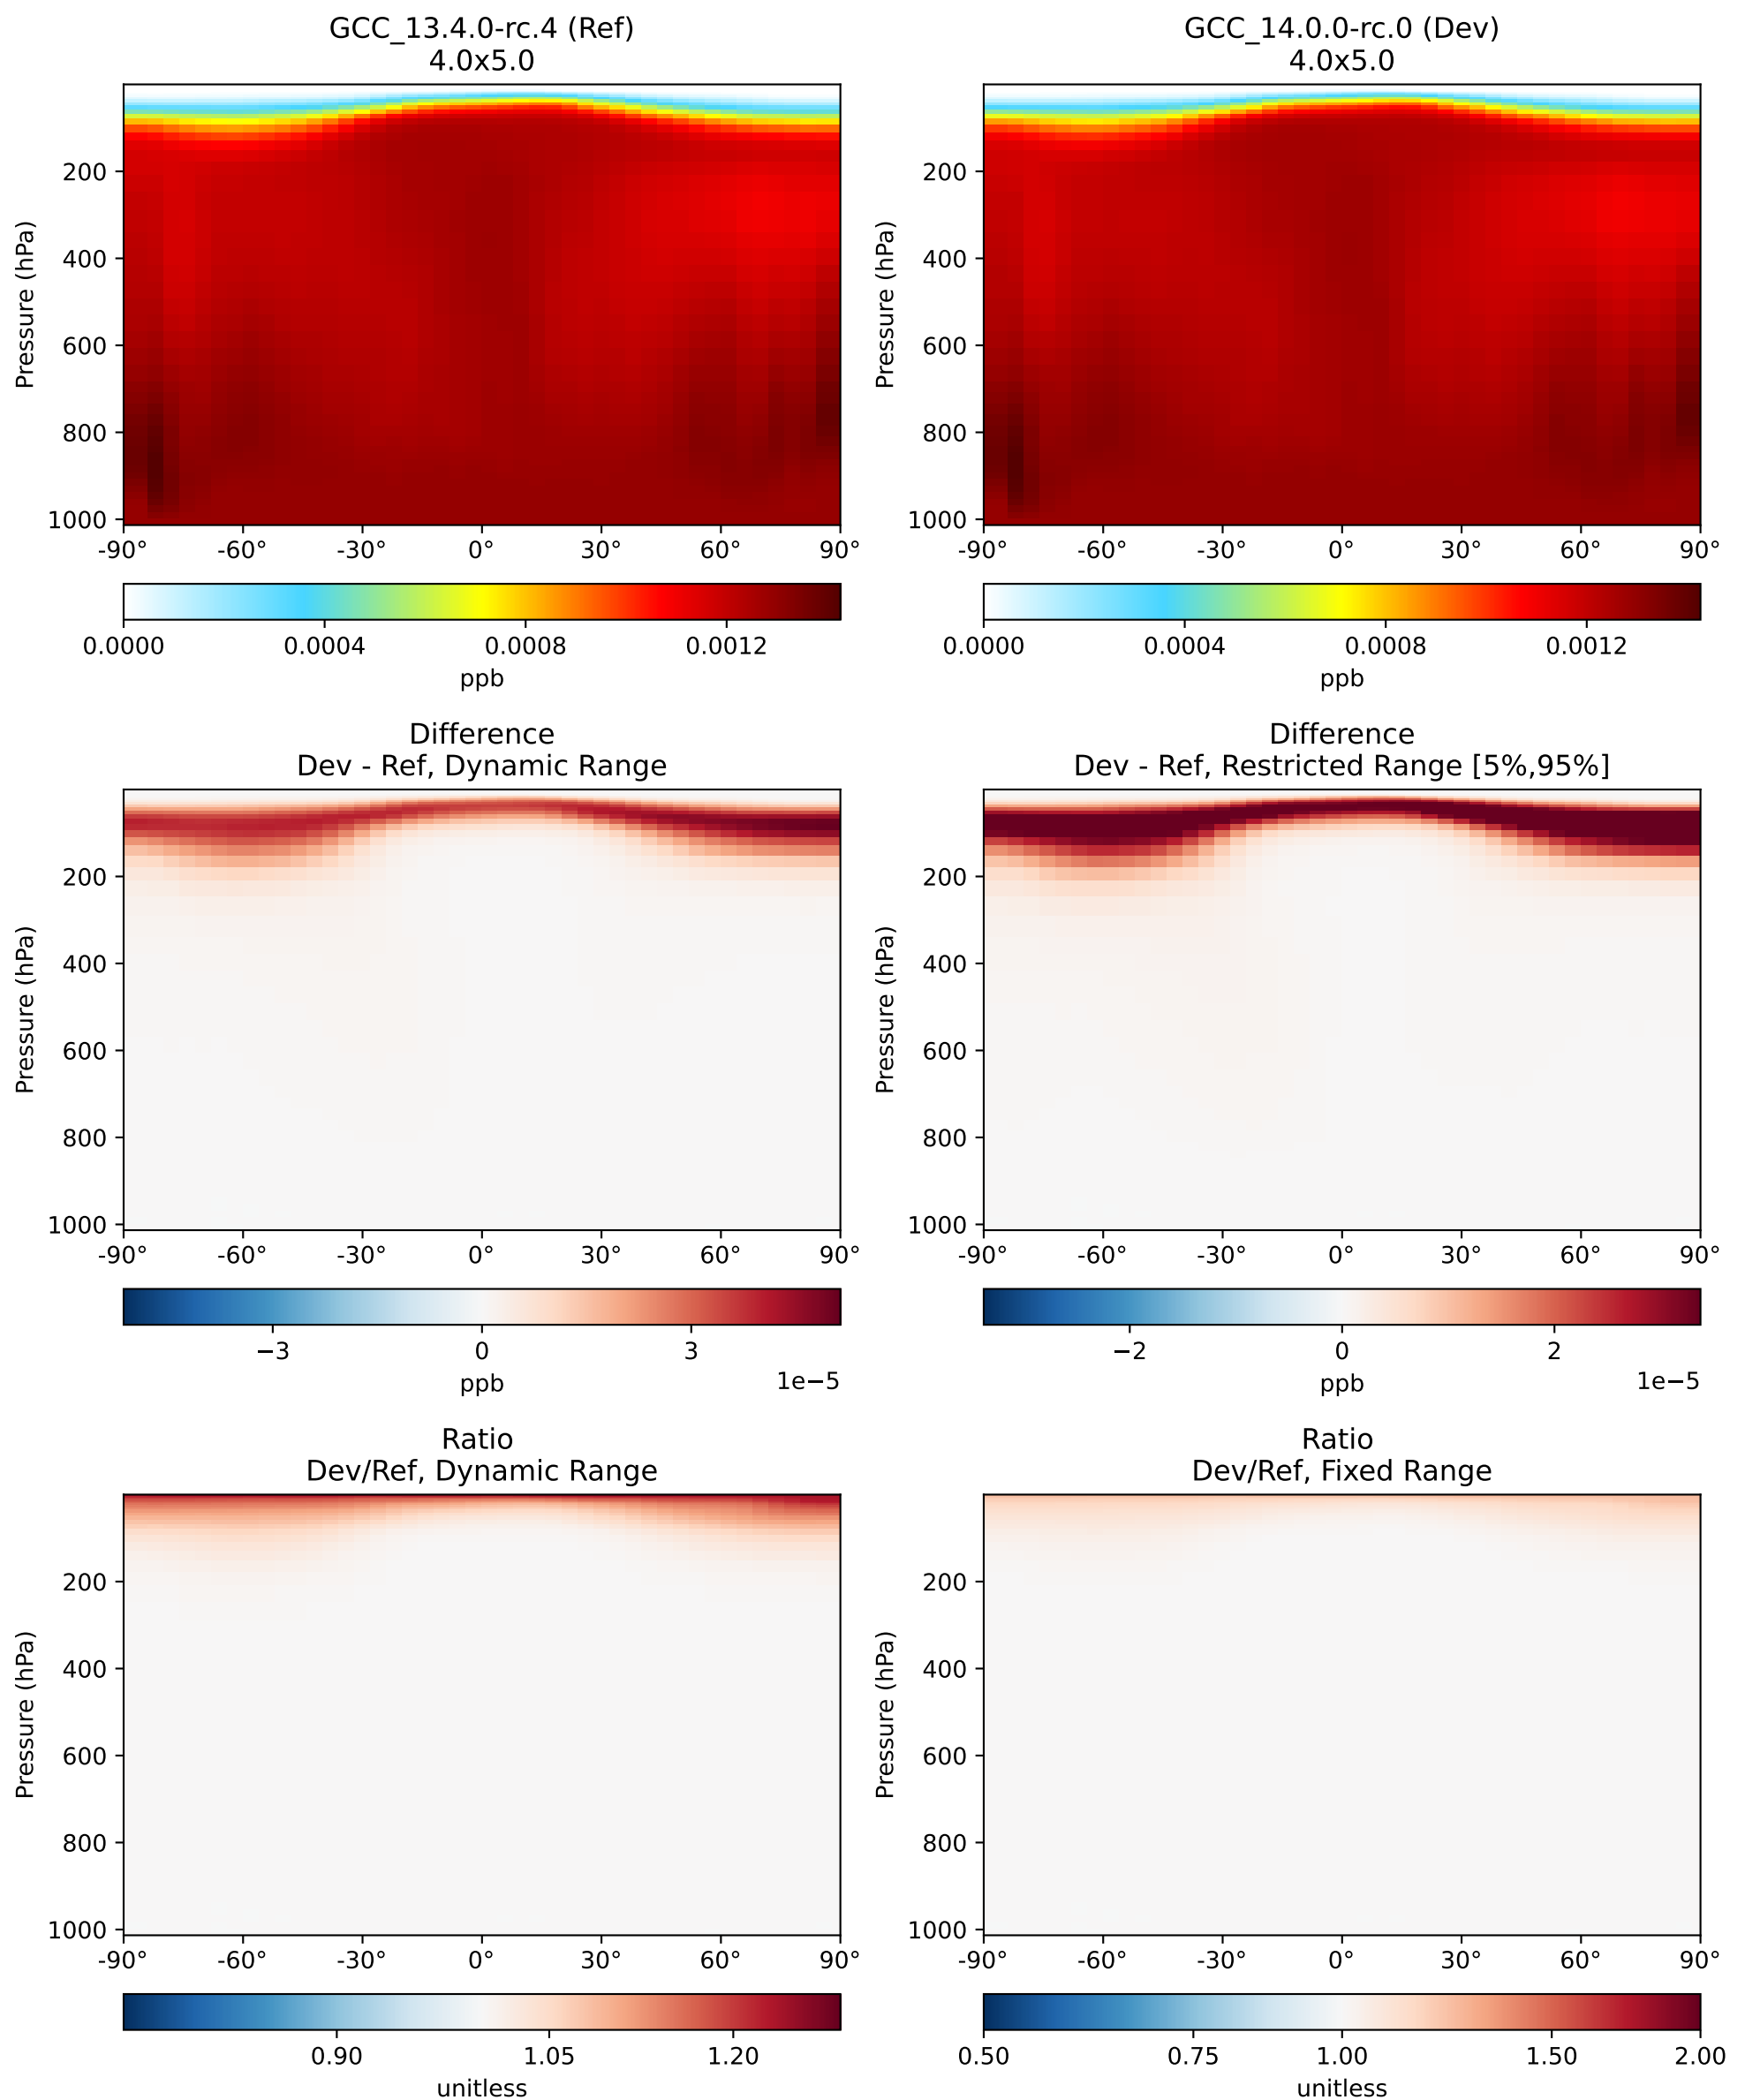 GCC_13.4.0-rc.4 (Ref)
4.0x5.0
Pressure (hPa)
200
400
600
800
1000
-90° -60° -30° 0° 30° 60° 90°
0.0000 0.0004 0.0008 0.0012
ppb
GCC_14.0.0-rc.0 (Dev)
4.0x5.0
Pressure (hPa)
200
400
600
800
1000
-90° -60° -30° 0° 30° 60° 90°
0.0000 0.0004 0.0008 0.0012
ppb
Difference
Dev - Ref, Dynamic Range
Pressure (hPa)
200
400
600
800
1000
-90° -60° -30° 0° 30° 60° 90°
−3 0 3
ppb
1e−5
Difference
Dev - Ref, Restricted Range [5%,95%]
Pressure (hPa)
200
400
600
800
1000
-90° -60° -30° 0° 30° 60° 90°
−2 0 2
ppb
1e−5
Ratio
Dev/Ref, Dynamic Range
Pressure (hPa)
200
400
600
800
1000
-90° -60° -30° 0° 30° 60° 90°
0.90 1.05 1.20
unitless
Ratio
Dev/Ref, Fixed Range
Pressure (hPa)
200
400
600
800
1000
-90° -60° -30° 0° 30° 60° 90°
0.50 0.75 1.00 1.50 2.00
unitless